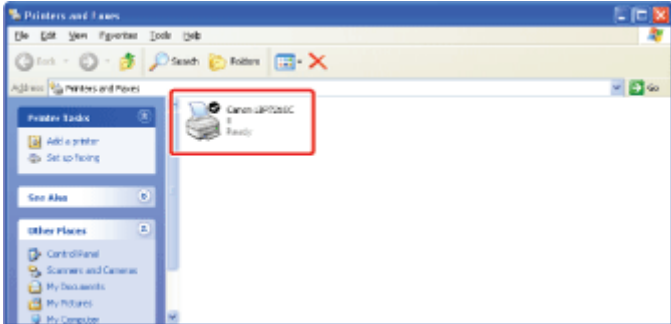 Printers and Faxes
File Edit View Favorites Tools Help
Back Search Folders
Address Printers and Faxes Go
Printer Tasks
Add a printer
Set up faxing
See Also
Other Places
Control Panel
Scanners and Cameras
My Documents
My Pictures
My Computer
Canon
0
Ready